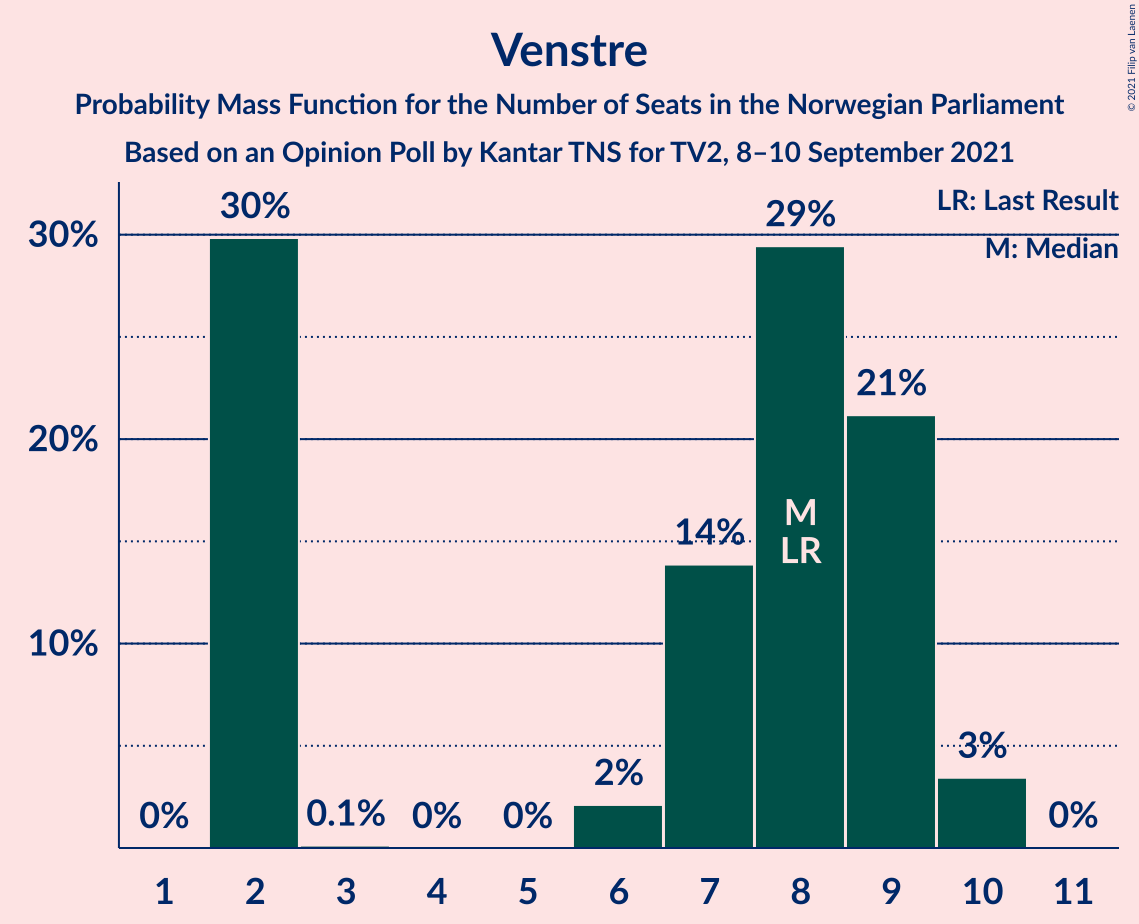 Venstre
Probability Mass Function for the Number of Seats in the Norwegian Parliament
Based on an Opinion Poll by Kantar TNS for TV2, 8–10 September 2021
© 2021 Filip van Laenen
LR: Last Result
M: Median
30%
20%
10%
0%
30%
0.1%
0%
0%
2%
14%
29%
M
LR
21%
3%
0%
1 2 3 4 5 6 7 8 9 10 11